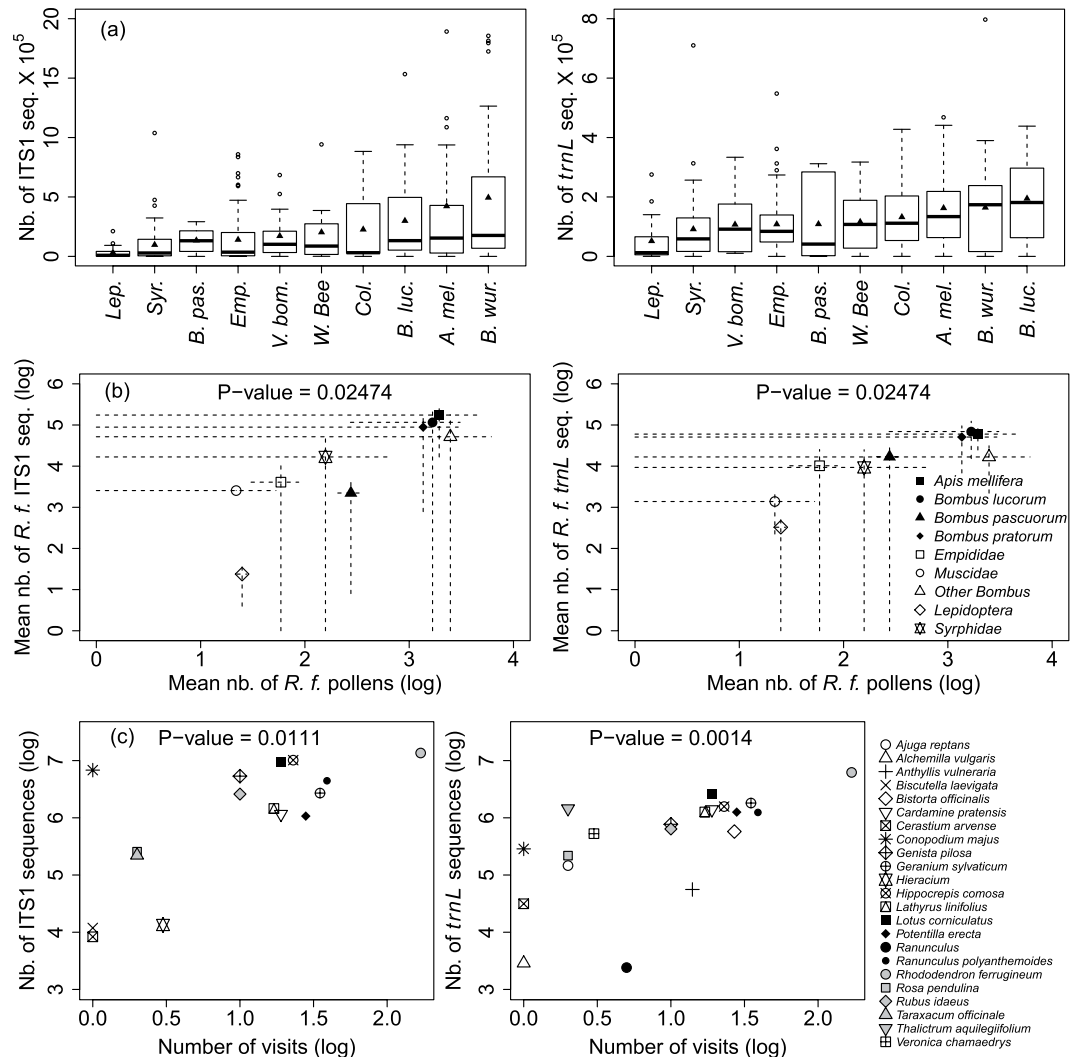 (a)
Nb. of ITS1 seq. X 10^5
0 5 10 15 20
Lep. Syr. B. pas. Emp. V. bom. W. Bee Col. B. luc. A. mel. B. wur.
Nb. of trnL seq. X 10^5
0 2 4 6 8
Lep. Syr. V. bom. Emp. B. pas. W. Bee Col. A. mel. B. wur. B. luc.
(b)
P-value = 0.02474
Mean nb. of R. f. ITS1 seq. (log)
0 1 2 3 4 5 6
0 1 2 3 4
Mean nb. of R. f. pollens (log)
P-value = 0.02474
Mean nb. of R. f. trnL seq. (log)
0 1 2 3 4 5 6
Apis mellifera
Bombus lucorum
Bombus pascuorum
Bombus pratorum
Empididae
Muscidae
Other Bombus
Lepidoptera
Syrphidae
0 1 2 3 4
Mean nb. of R. f. pollens (log)
(c)
P-value = 0.0111
Nb. of ITS1 sequences (log)
3 4 5 6 7
0.0 0.5 1.0 1.5 2.0
Number of visits (log)
P-value = 0.0014
Nb. of trnL sequences (log)
3 4 5 6 7
0.0 0.5 1.0 1.5 2.0
Number of visits (log)
Ajuga reptans
Alchemilla vulgaris
Anthyllis vulneraria
Biscutella laevigata
Bistorta officinalis
Cardamine pratensis
Cerastium arvense
Conopodium majus
Genista pilosa
Geranium sylvaticum
Hieracium
Hippocrepis comosa
Lathyrus linifolius
Lotus corniculatus
Potentilla erecta
Ranunculus
Ranunculus polyanthemoides
Rhododendron ferrugineum
Rosa pendulina
Rubus idaeus
Taraxacum officinale
Thalictrum aquilegiifolium
Veronica chamaedrys